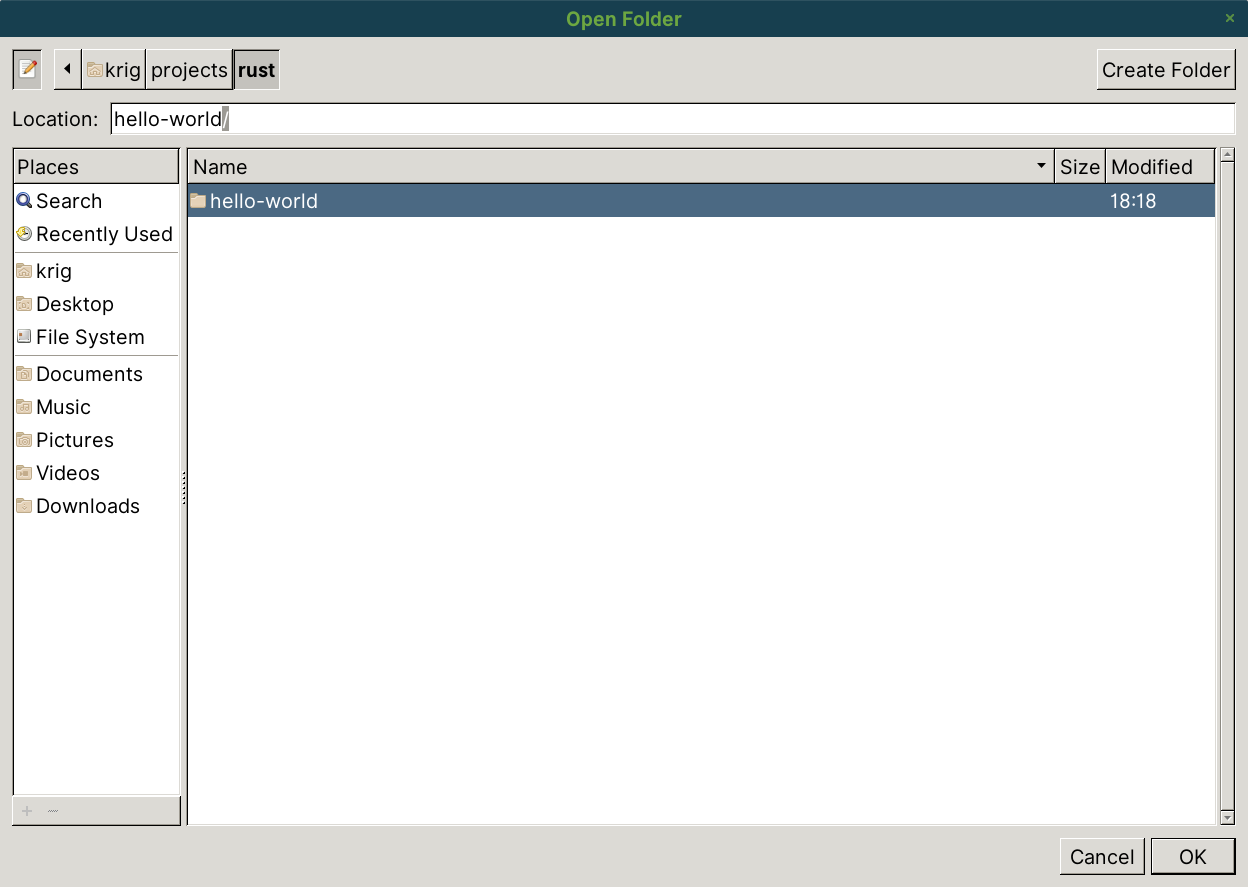 Open Folder ×
krig projects rust Create Folder
Location: hello-world/
Places
Search
Recently Used
krig
Desktop
File System
Documents
Music
Pictures
Videos
Downloads
Name Size Modified
hello-world 18:18
Cancel OK